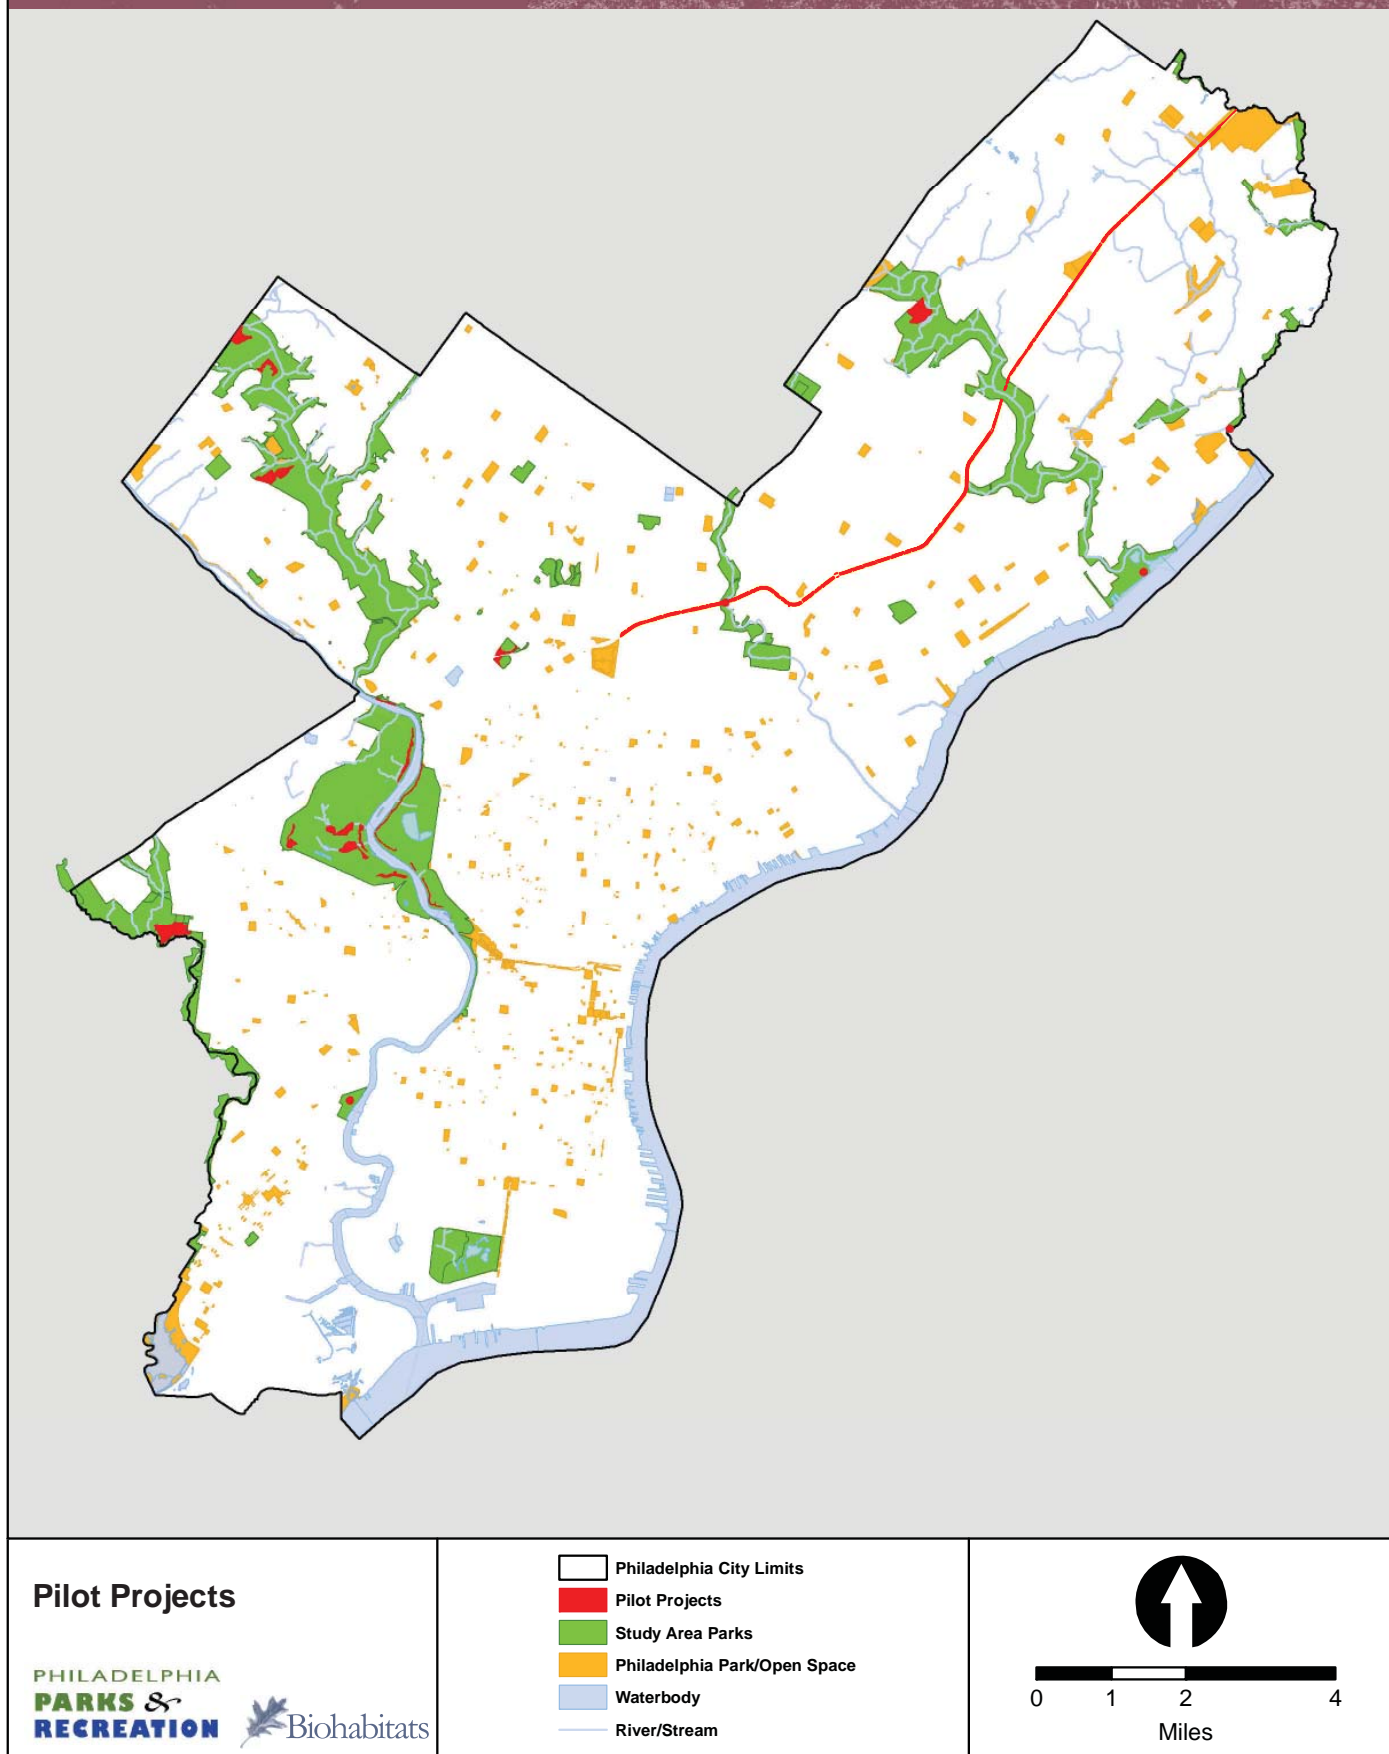 Pilot Projects
PHILADELPHIA
PARKS &
RECREATION
Biohabitats
Philadelphia City Limits
Pilot Projects
Study Area Parks
Philadelphia Park/Open Space
Waterbody
River/Stream
0 1 2 4
Miles